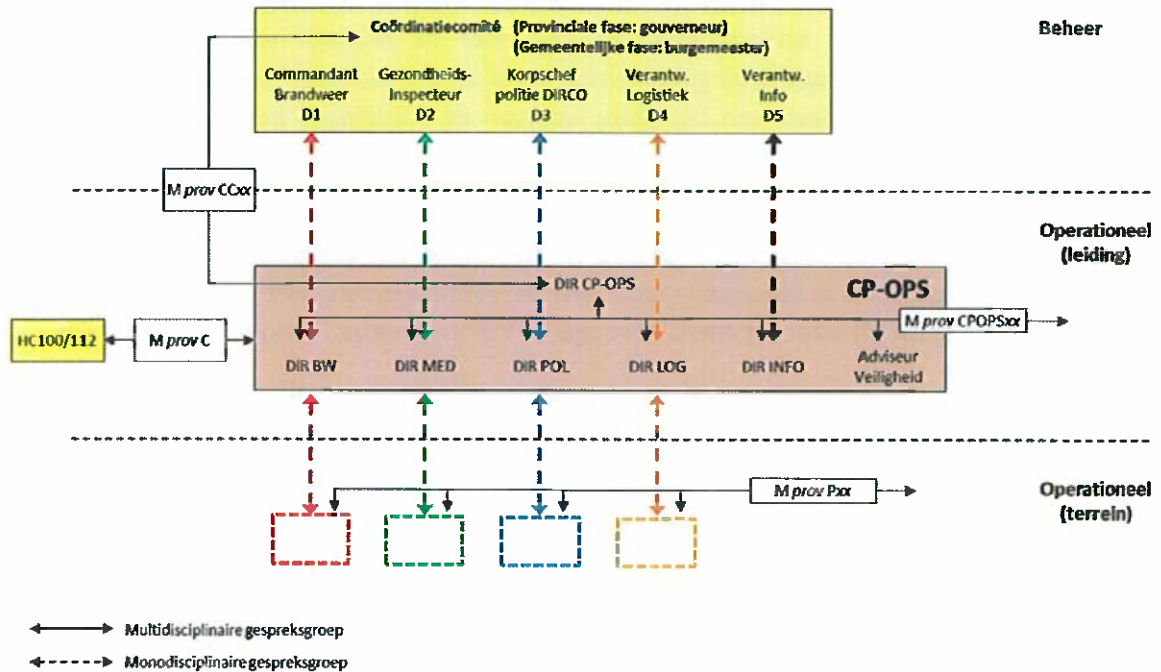 Coördinatiecomité (Provinciale fase: gouverneur)
(Gemeentelijke fase: burgemeester)
Beheer
Commandant
Brandweer
D1
Gezondheids-
Inspecteur
D2
Korpschef
politie DIRCO
D3
Verantw.
Logistiek
D4
Verantw.
Info
D5
M prov CCxx
Operationeel
(leiding)
DIR CP-OPS
CP-OPS
M prov CPOPSxx
HC100/112
M prov C
DIR BW
DIR MED
DIR POL
DIR LOG
DIR INFO
Adviseur
Veiligheid
M prov Pxx
Operationeel
(terrein)
Multidisciplinaire gespreksgroep
Monodisciplinaire gespreksgroep